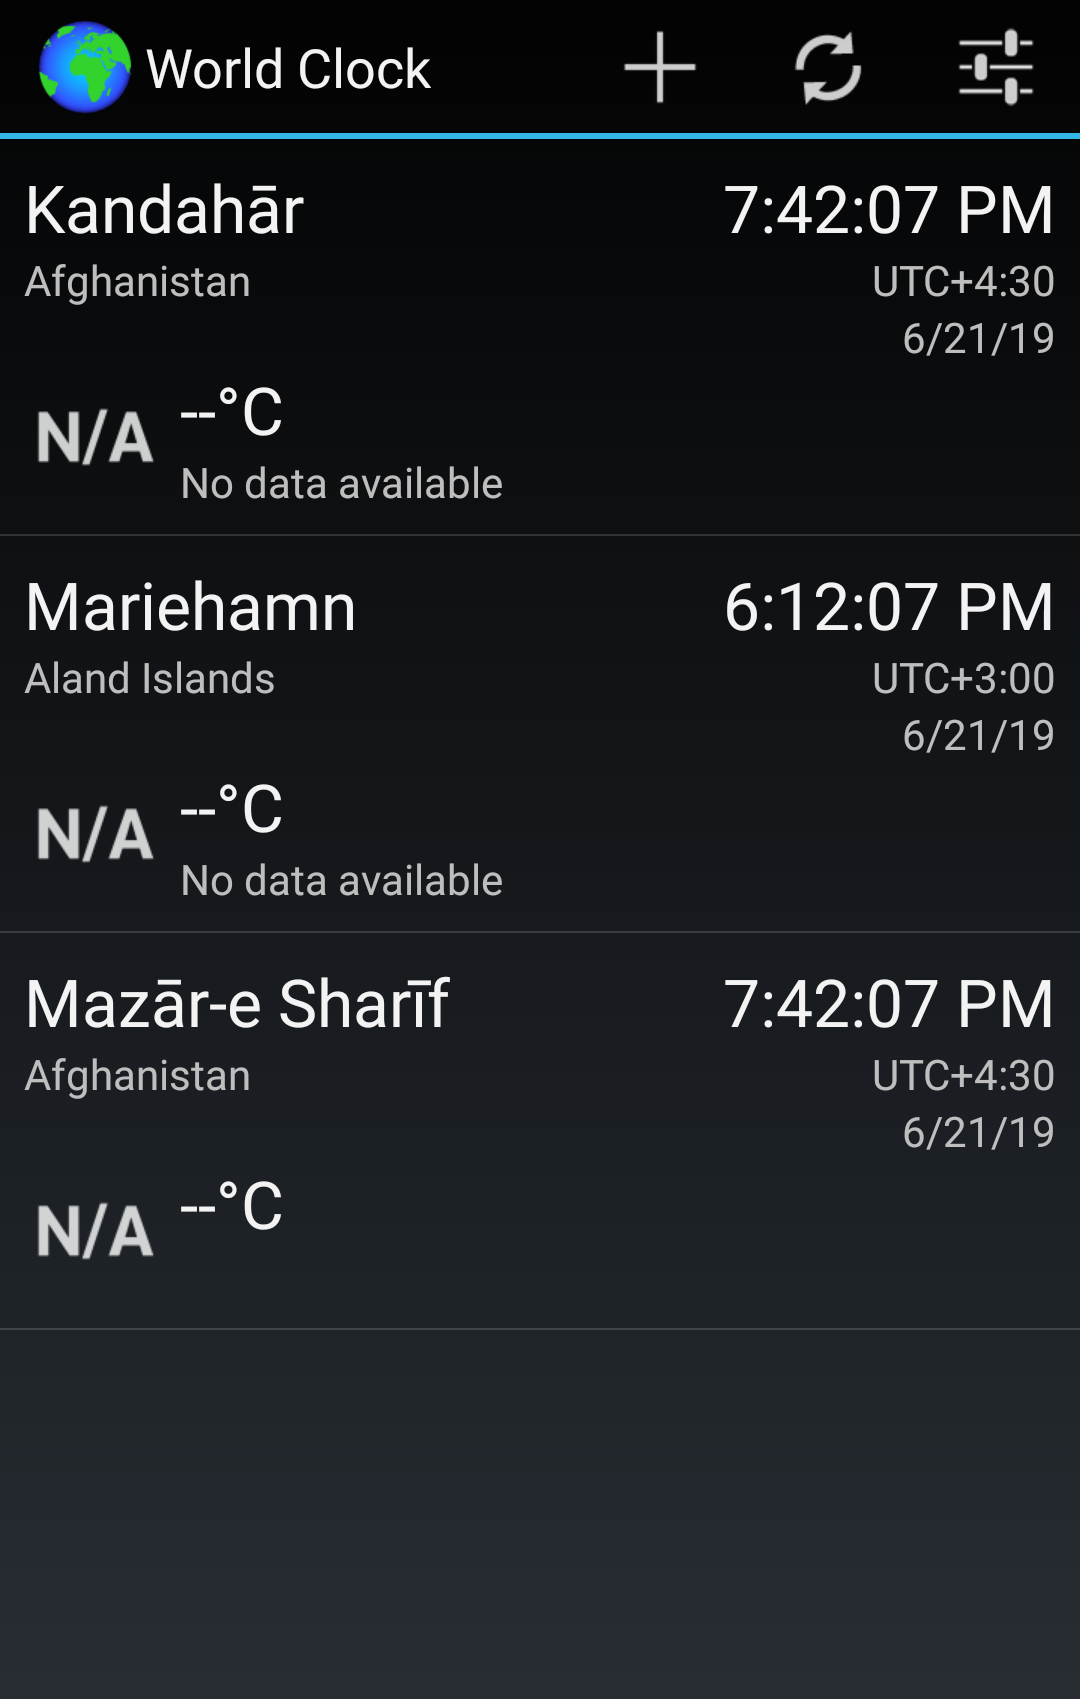 World Clock
Kandahār 7:42:07 PM
Afghanistan UTC+4:30
6/21/19
--°C
N/A
No data available
Mariehamn 6:12:07 PM
Aland Islands UTC+3:00
6/21/19
--°C
N/A
No data available
Mazār-e Sharīf 7:42:07 PM
Afghanistan UTC+4:30
6/21/19
--°C
N/A